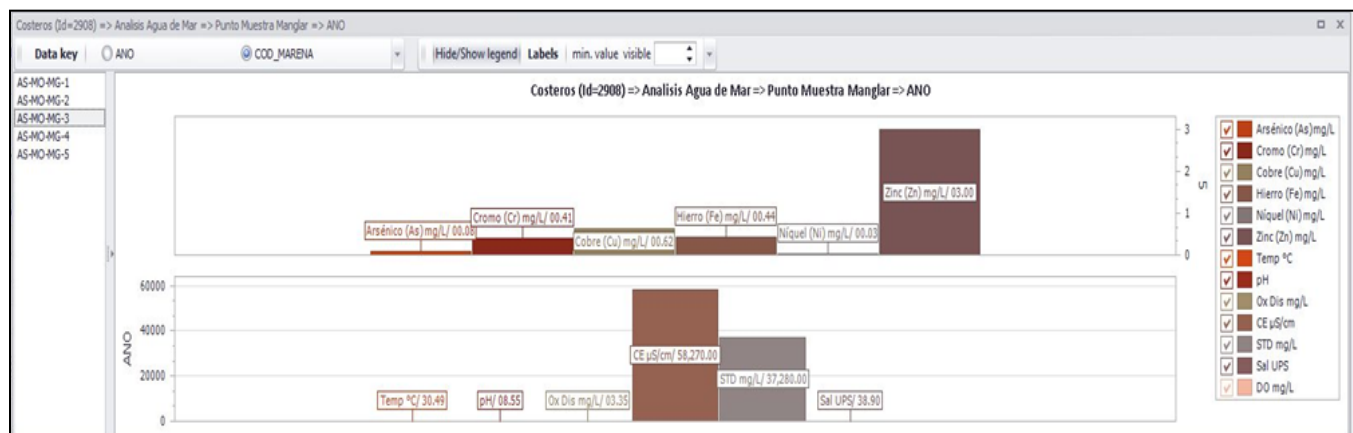 Costeros (Id=2908) => Analisis Agua de Mar => Punto Muestra Manglar => ANO
Data key ANO COD_MARENA Hide/Show legend Labels min. value visible
AS-MO-MG-1
AS-MO-MG-2
AS-MO-MG-3
AS-MO-MG-4
AS-MO-MG-5
Costeros (Id=2908) => Analisis Agua de Mar => Punto Muestra Manglar => ANO
3
2
1
0
S
Arsénico (As) mg/L/ 00.08
Cromo (Cr) mg/L/ 00.41
Cobre (Cu) mg/L/ 00.62
Hierro (Fe) mg/L/ 00.44
Níquel (Ni) mg/L/ 00.03
Zinc (Zn) mg/L/ 03.00
60000
40000
20000
0
ANO
Temp °C/ 30.49
pH/ 08.55
Ox Dis mg/L/ 03.35
CE µS/cm/ 58,270.00
STD mg/L/ 37,280.00
Sal UPS/ 38.90
Arsénico (As)mg/L
Cromo (Cr) mg/L
Cobre (Cu) mg/L
Hierro (Fe) mg/L
Níquel (Ni) mg/L
Zinc (Zn) mg/L
Temp ºC
pH
Ox Dis mg/L
CE µS/cm
STD mg/L
Sal UPS
DO mg/L